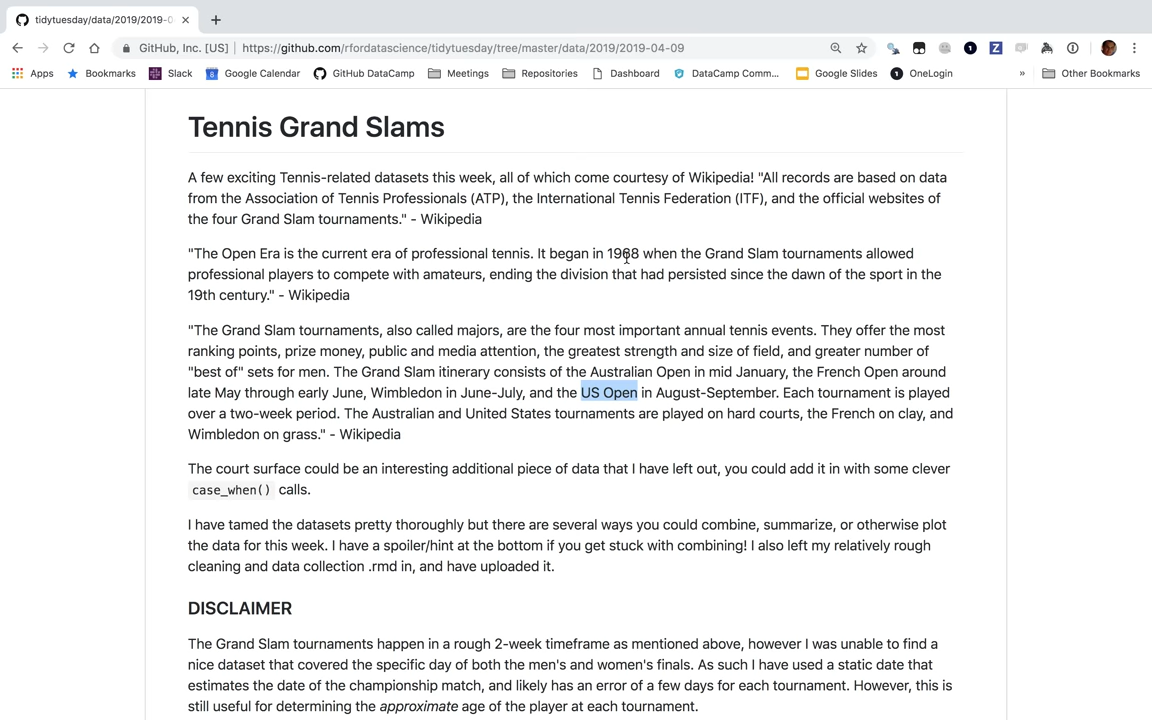 tidytuesday/data/2019/2019-0
GitHub, Inc. [US] | https://github.com/rfordatascience/tidytuesday/tree/master/data/2019/2019-04-09
Apps Bookmarks Slack 8 Google Calendar GitHub DataCamp Meetings Repositories Dashboard DataCamp Comm... Google Slides 1 OneLogin » Other Bookmarks
Tennis Grand Slams
A few exciting Tennis-related datasets this week, all of which come courtesy of Wikipedia! "All records are based on data
from the Association of Tennis Professionals (ATP), the International Tennis Federation (ITF), and the official websites of
the four Grand Slam tournaments." - Wikipedia
"The Open Era is the current era of professional tennis. It began in 1968 when the Grand Slam tournaments allowed
professional players to compete with amateurs, ending the division that had persisted since the dawn of the sport in the
19th century." - Wikipedia
"The Grand Slam tournaments, also called majors, are the four most important annual tennis events. They offer the most
ranking points, prize money, public and media attention, the greatest strength and size of field, and greater number of
"best of" sets for men. The Grand Slam itinerary consists of the Australian Open in mid January, the French Open around
late May through early June, Wimbledon in June-July, and the US Open in August-September. Each tournament is played
over a two-week period. The Australian and United States tournaments are played on hard courts, the French on clay, and
Wimbledon on grass." - Wikipedia
The court surface could be an interesting additional piece of data that I have left out, you could add it in with some clever
case_when() calls.
I have tamed the datasets pretty thoroughly but there are several ways you could combine, summarize, or otherwise plot
the data for this week. I have a spoiler/hint at the bottom if you get stuck with combining! I also left my relatively rough
cleaning and data collection .rmd in, and have uploaded it.
DISCLAIMER
The Grand Slam tournaments happen in a rough 2-week timeframe as mentioned above, however I was unable to find a
nice dataset that covered the specific day of both the men's and women's finals. As such I have used a static date that
estimates the date of the championship match, and likely has an error of a few days for each tournament. However, this is
still useful for determining the approximate age of the player at each tournament.